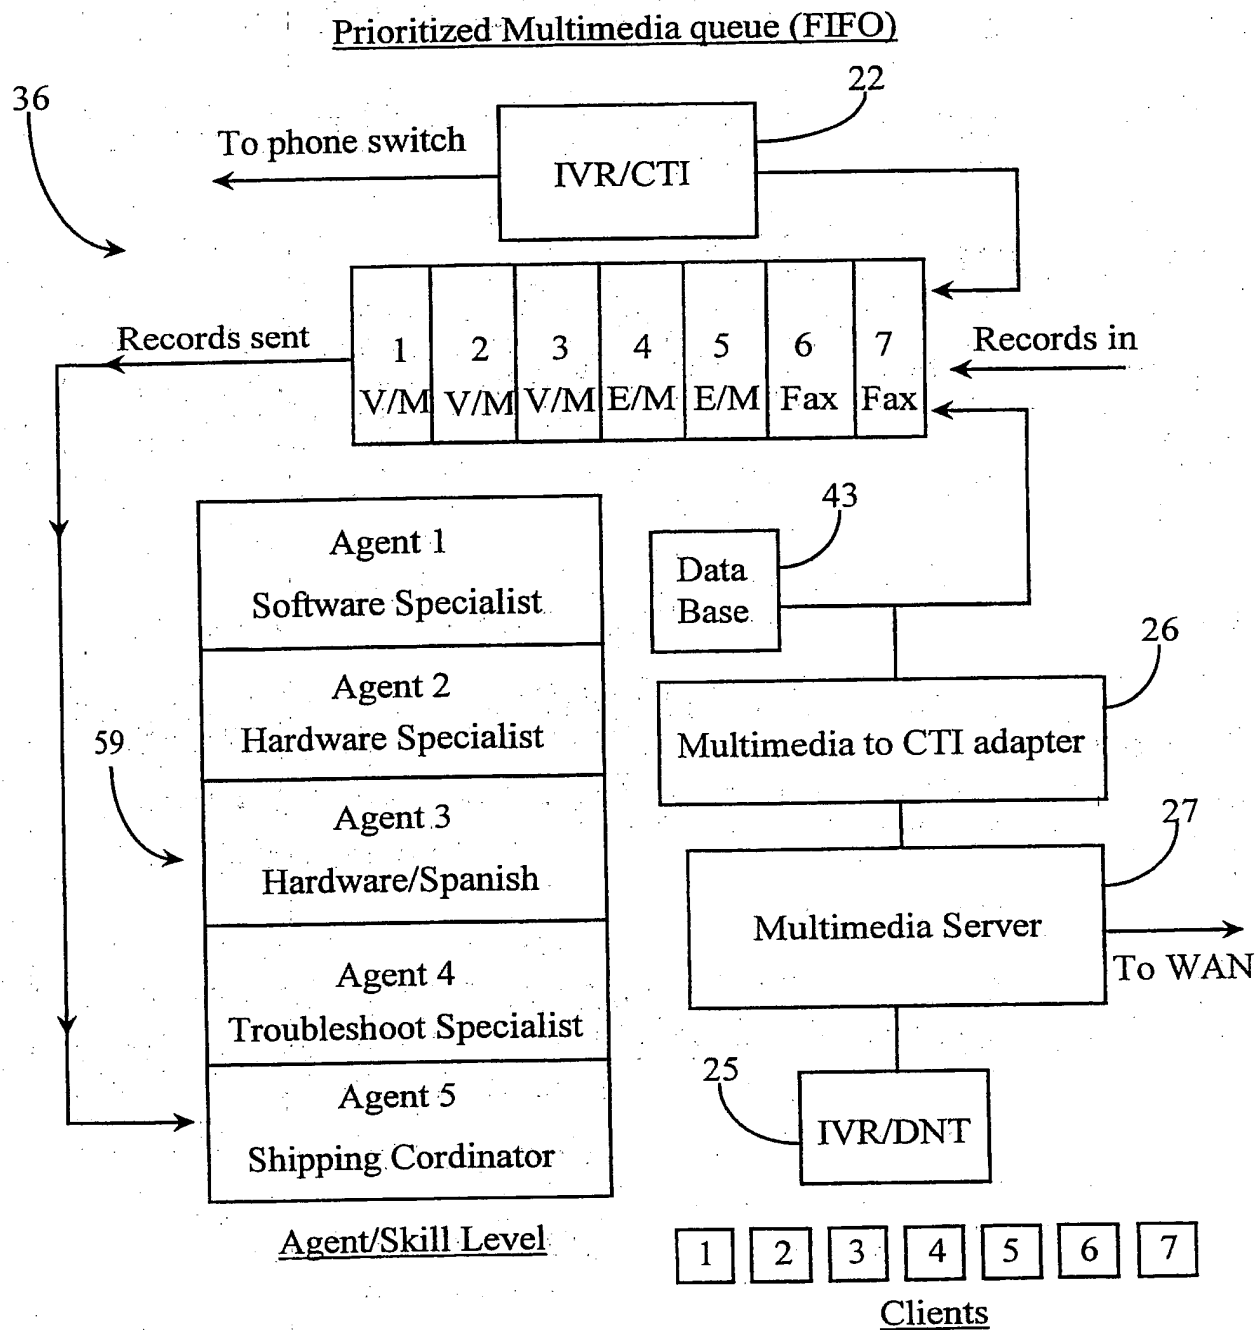 Prioritized Multimedia queue (FIFO)
36
22
To phone switch
IVR/CTI
Records sent
1 2 3 4 5 6 7
V/M V/M V/M E/M E/M Fax Fax
Records in
43
Agent 1
Software Specialist
Data
Base
26
Agent 2
Hardware Specialist
Multimedia to CTI adapter
59
27
Agent 3
Hardware/Spanish
Multimedia Server
To WAN
Agent 4
Troubleshoot Specialist
25
Agent 5
Shipping Cordinator
IVR/DNT
Agent/Skill Level
1 2 3 4 5 6 7
Clients